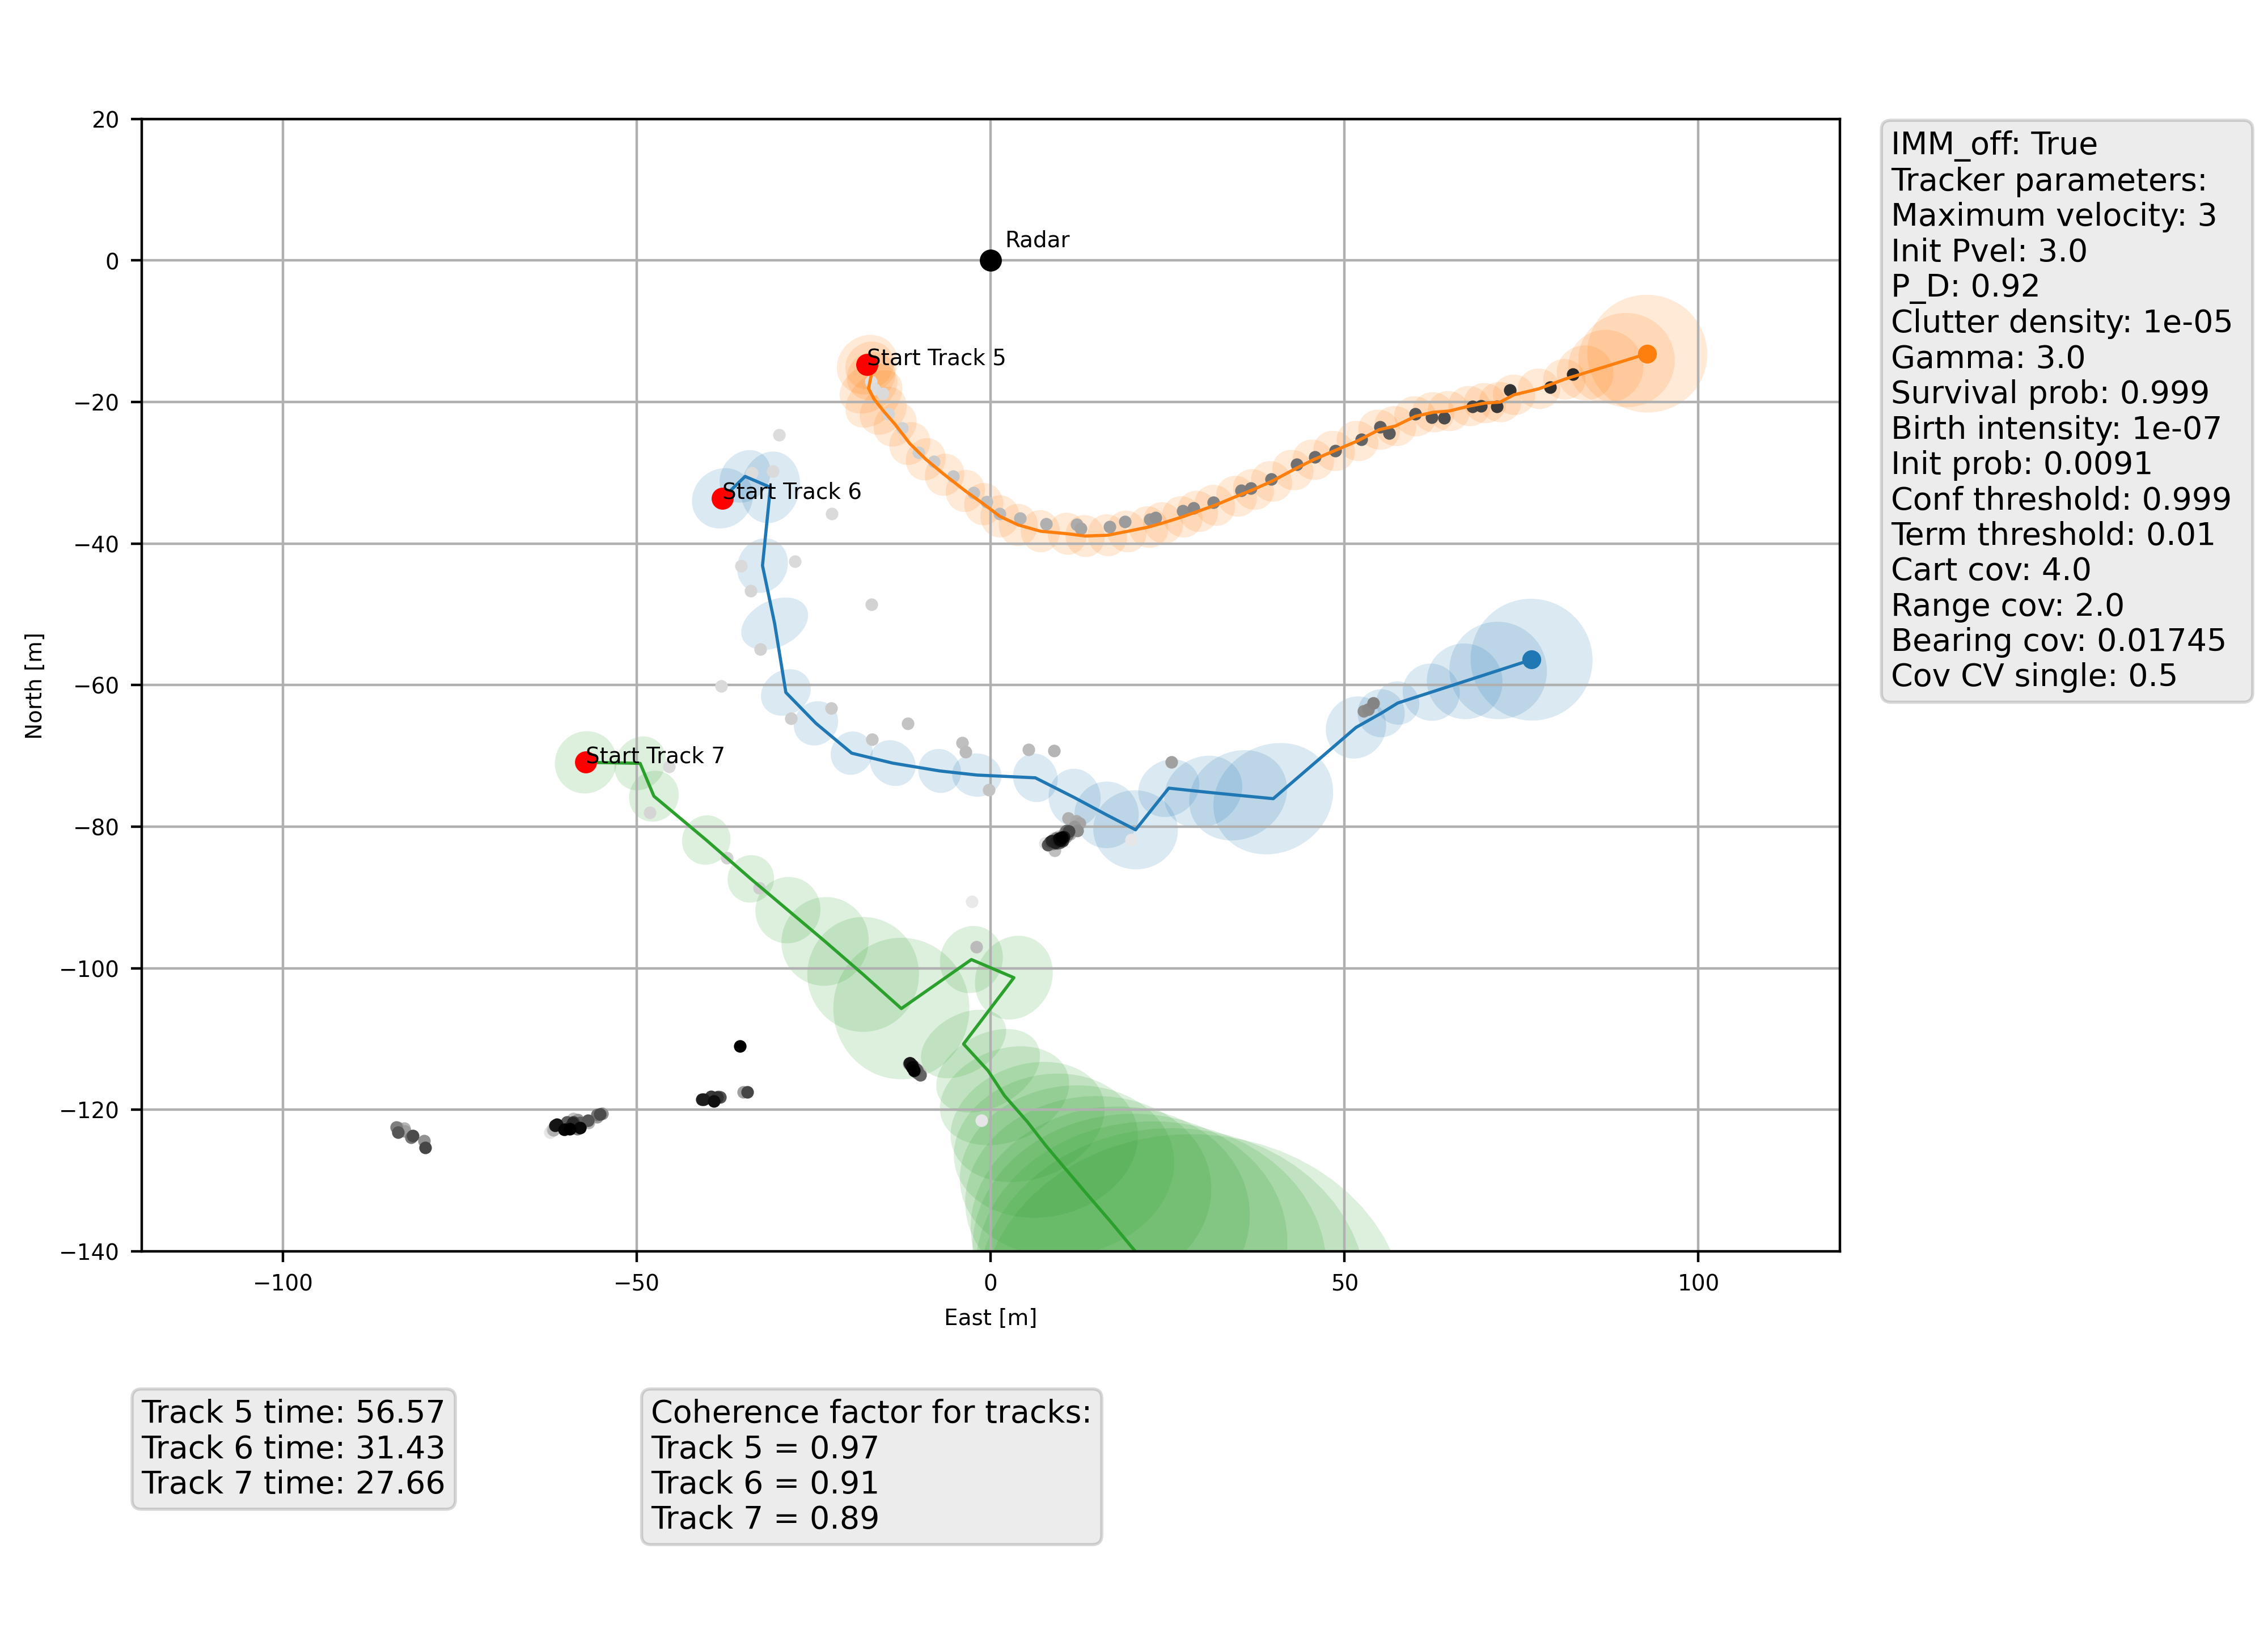 20
0
−20
−40
−60
−80
−100
−120
−140
North [m]
−100
−50
0
50
100
East [m]
Radar
Start Track 5
Start Track 6
Start Track 7
IMM_off: True
Tracker parameters:
Maximum velocity: 3
Init Pvel: 3.0
P_D: 0.92
Clutter density: 1e-05
Gamma: 3.0
Survival prob: 0.999
Birth intensity: 1e-07
Init prob: 0.0091
Conf threshold: 0.999
Term threshold: 0.01
Cart cov: 4.0
Range cov: 2.0
Bearing cov: 0.01745
Cov CV single: 0.5
Track 5 time: 56.57
Track 6 time: 31.43
Track 7 time: 27.66
Coherence factor for tracks:
Track 5 = 0.97
Track 6 = 0.91
Track 7 = 0.89